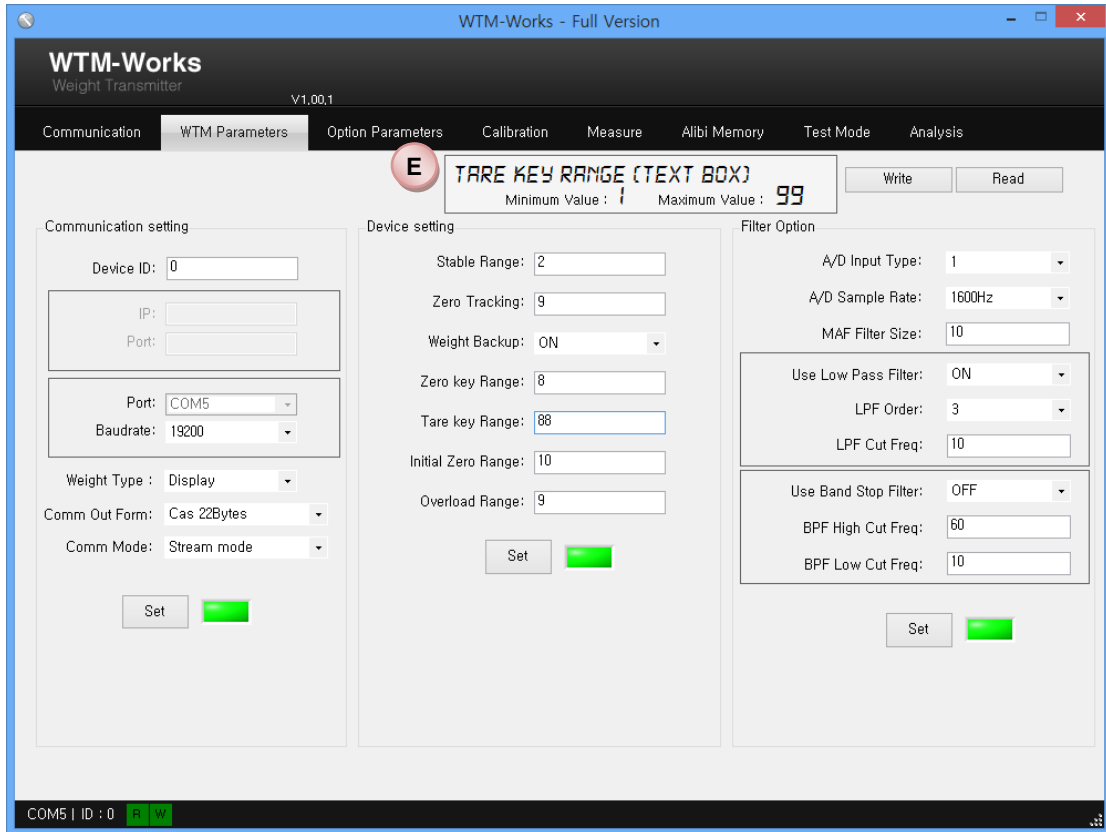 WTM-Works - Full Version
WTM-Works
Weight Transmitter
V1,00,1
Communication WTM Parameters Option Parameters Calibration Measure Alibi Memory Test Mode Analysis
E
TARE KEY RANGE (TEXT BOX)
Minimum Value : 1 Maximum Value : 99
Write Read
Communication setting
Device ID: 0
IP:
Port:
Port: COM5
Baudrate: 19200
Weight Type : Display
Comm Out Form: Cas 22Bytes
Comm Mode: Stream mode
Set
Device setting
Stable Range: 2
Zero Tracking: 9
Weight Backup: ON
Zero key Range: 8
Tare key Range: 88
Initial Zero Range: 10
Overload Range: 9
Set
Filter Option
A/D Input Type: 1
A/D Sample Rate: 1600Hz
MAF Filter Size: 10
Use Low Pass Filter: ON
LPF Order: 3
LPF Cut Freq: 10
Use Band Stop Filter: OFF
BPF High Cut Freq: 60
BPF Low Cut Freq: 10
Set
COM5 | ID : 0 R W